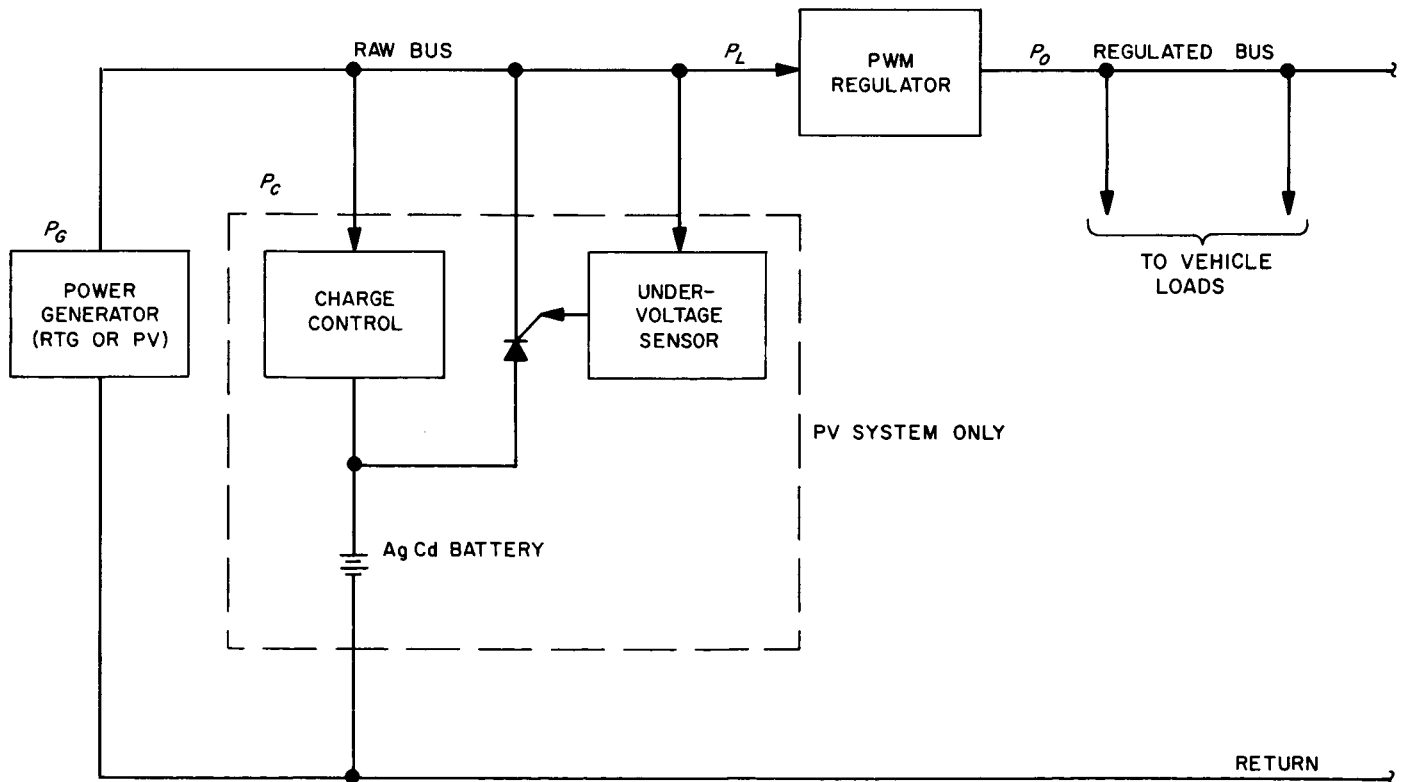 RAW BUS
P_L
PWM
REGULATOR
P_O
REGULATED BUS
P_C
P_G
POWER
GENERATOR
(RTG OR PV)
CHARGE
CONTROL
UNDER-
VOLTAGE
SENSOR
TO VEHICLE
LOADS
PV SYSTEM ONLY
Ag Cd BATTERY
RETURN